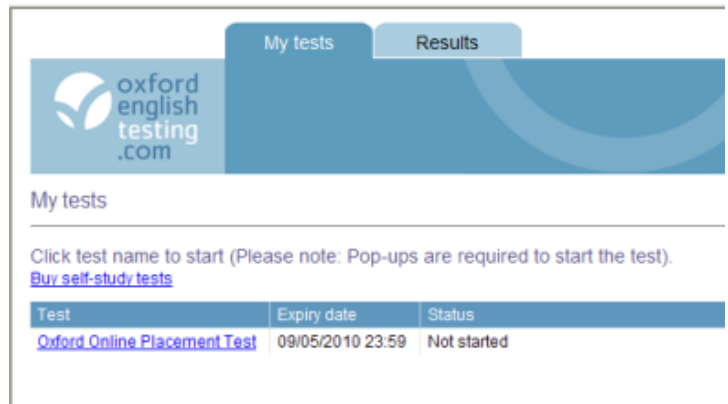 My tests Results
oxford
english
testing
.com
My tests
Click test name to start (Please note: Pop-ups are required to start the test).
Buy self-study tests
Test Expiry date Status
Oxford Online Placement Test 09/05/2010 23:59 Not started